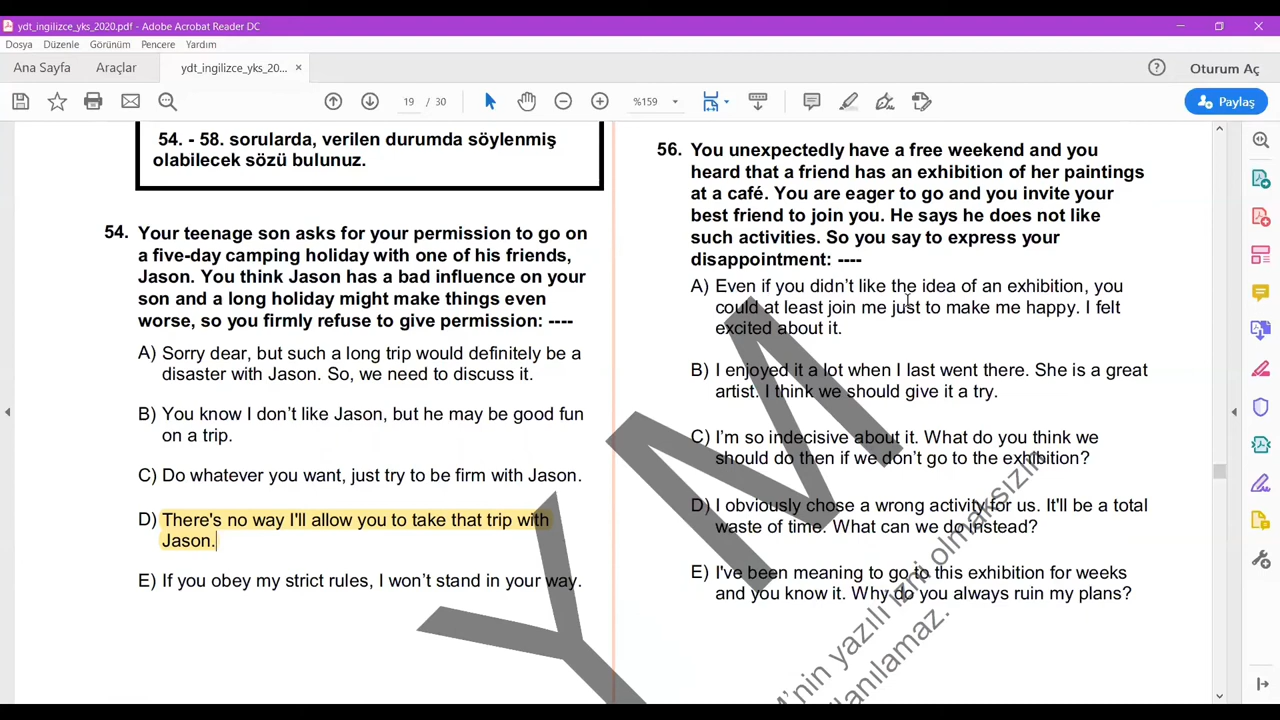 ydt_ingilizce_yks_2020.pdf - Adobe Acrobat Reader DC
Dosya Düzenle Görünüm Pencere Yardım
Ana Sayfa Araçlar ydt_ingilizce_yks_20... × Oturum Aç
19 / 30 %159 Paylaş
54. - 58. sorularda, verilen durumda söylenmiş
olabilecek sözü bulunuz.
54. Your teenage son asks for your permission to go on
a five-day camping holiday with one of his friends,
Jason. You think Jason has a bad influence on your
son and a long holiday might make things even
worse, so you firmly refuse to give permission: ----
A) Sorry dear, but such a long trip would definitely be a
disaster with Jason. So, we need to discuss it.
B) You know I don’t like Jason, but he may be good fun
on a trip.
C) Do whatever you want, just try to be firm with Jason.
D) There's no way I'll allow you to take that trip with
Jason.
E) If you obey my strict rules, I won’t stand in your way.
56. You unexpectedly have a free weekend and you
heard that a friend has an exhibition of her paintings
at a café. You are eager to go and you invite your
best friend to join you. He says he does not like
such activities. So you say to express your
disappointment: ----
A) Even if you didn’t like the idea of an exhibition, you
could at least join me just to make me happy. I felt
excited about it.
B) I enjoyed it a lot when I last went there. She is a great
artist. I think we should give it a try.
C) I’m so indecisive about it. What do you think we
should do then if we don’t go to the exhibition?
D) I obviously chose a wrong activity for us. It'll be a total
waste of time. What can we do instead?
E) I've been meaning to go to this exhibition for weeks
and you know it. Why do you always ruin my plans?
YM
M’nin yazılı izni olmaksızın